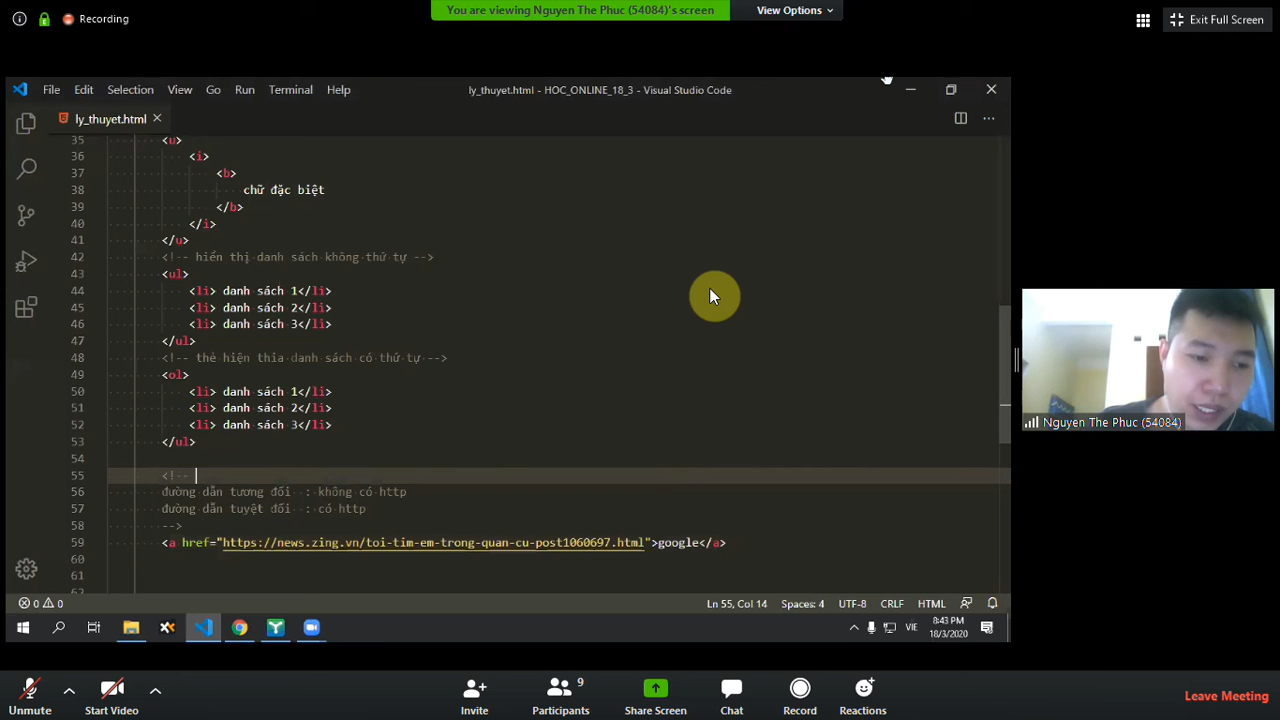 Recording
You are viewing Nguyen The Phuc (54084)'s screen
View Options
Exit Full Screen
File Edit Selection View Go Run Terminal Help
ly_thuyet.html - HOC_ONLINE_18_3 - Visual Studio Code
ly_thuyet.html
35 <u>
36 <i>
37 <b>
38 chữ đặc biệt
39 </b>
40 </i>
41 </u>
42 <!-- hiển thị danh sách không thứ tự -->
43 <ul>
44 <li> danh sách 1</li>
45 <li> danh sách 2</li>
46 <li> danh sách 3</li>
47 </ul>
48 <!-- thẻ hiện thia danh sách có thứ tự -->
49 <ol>
50 <li> danh sách 1</li>
51 <li> danh sách 2</li>
52 <li> danh sách 3</li>
53 </ul>
54
55 <!--
56 đường dẫn tương đối : không có http
57 đường dẫn tuyệt đối : có http
58 -->
59 <a href="https://news.zing.vn/toi-tim-em-trong-quan-cu-post1060697.html">google</a>
60
61
62
Nguyen The Phuc (54084)
0 0
Ln 55, Col 14 Spaces: 4 UTF-8 CRLF HTML
VIE
8:43 PM
18/3/2020
Unmute
Start Video
Invite
9
Participants
Share Screen
Chat
Record
Reactions
Leave Meeting